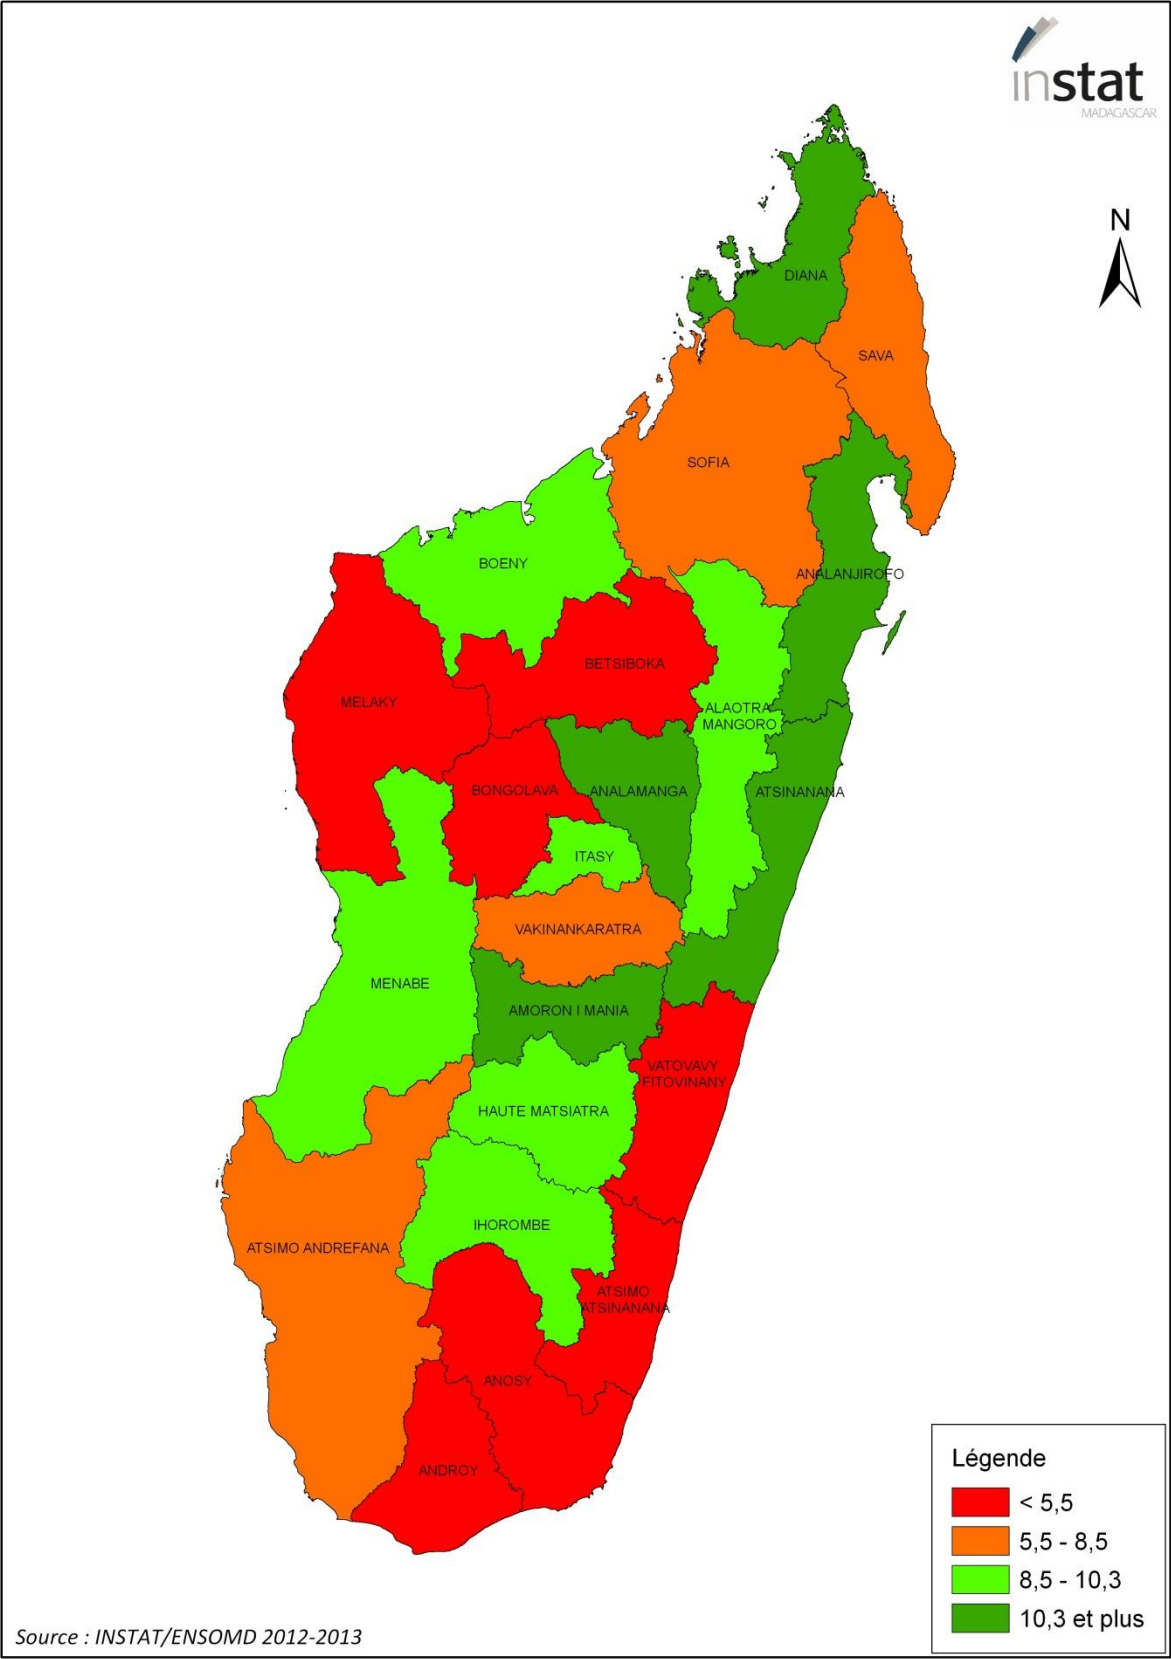 instat
MADAGASCAR
N
DIANA
SAVA
SOFIA
BOENY
ANALANJIROFO
BETSIBOKA
MELAKY
ALAOTRA
MANGORO
BONGOLAVA
ANALAMANGA
ATSINANANA
ITASY
VAKINANKARATRA
MENABE
AMORON I MANIA
VATOVAVY
FITOVINANY
HAUTE MATSIATRA
IHOROMBE
ATSIMO ANDREFANA
ATSIMO
ATSINANANA
ANOSY
ANDROY
Légende
< 5,5
5,5 - 8,5
8,5 - 10,3
10,3 et plus
Source : INSTAT/ENSOMD 2012-2013